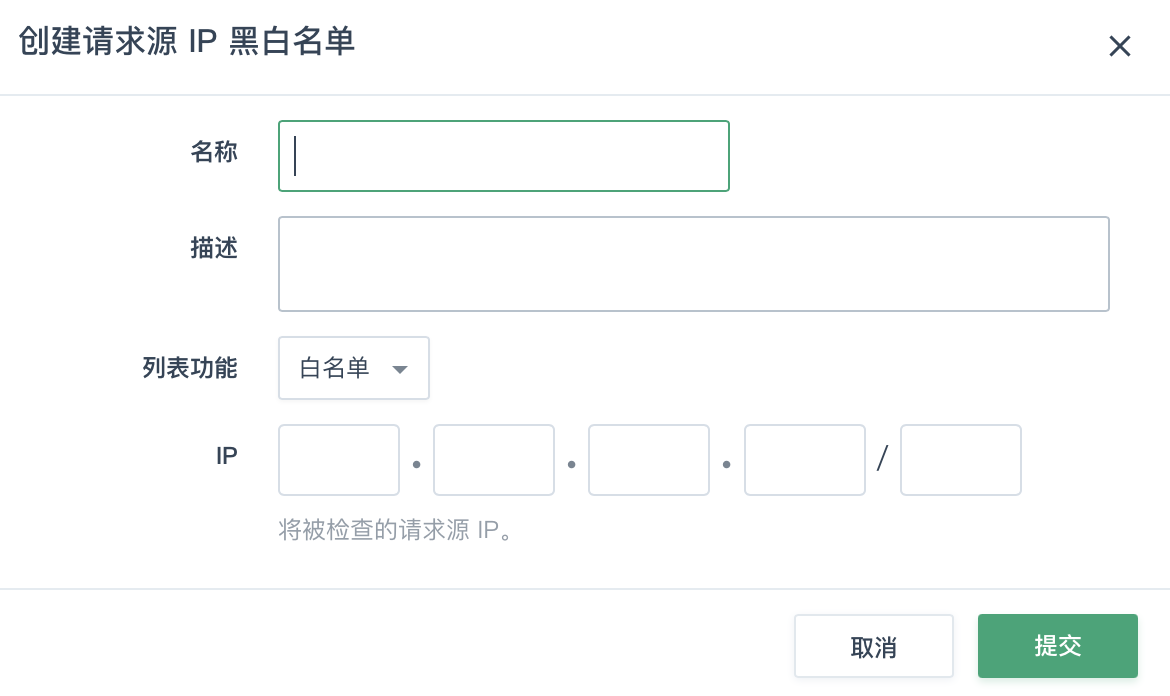 创建请求源 IP 黑白名单
名称
描述
列表功能 白名单
IP . . . /
将被检查的请求源 IP。
取消 提交